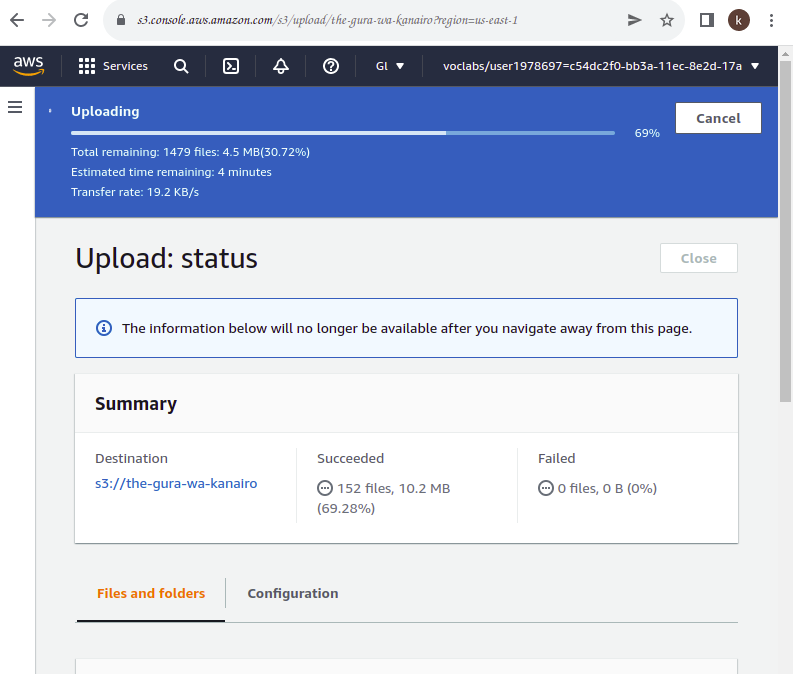 s3.console.aws.amazon.com/s3/upload/the-gura-wa-kanairo?region=us-east-1
k
aws
Services
Gl
voclabs/user1978697=c54dc2f0-bb3a-11ec-8e2d-17a
Uploading
Cancel
69%
Total remaining: 1479 files: 4.5 MB(30.72%)
Estimated time remaining: 4 minutes
Transfer rate: 19.2 KB/s
Upload: status
Close
The information below will no longer be available after you navigate away from this page.
Summary
Destination
s3://the-gura-wa-kanairo
Succeeded
152 files, 10.2 MB
(69.28%)
Failed
0 files, 0 B (0%)
Files and folders
Configuration